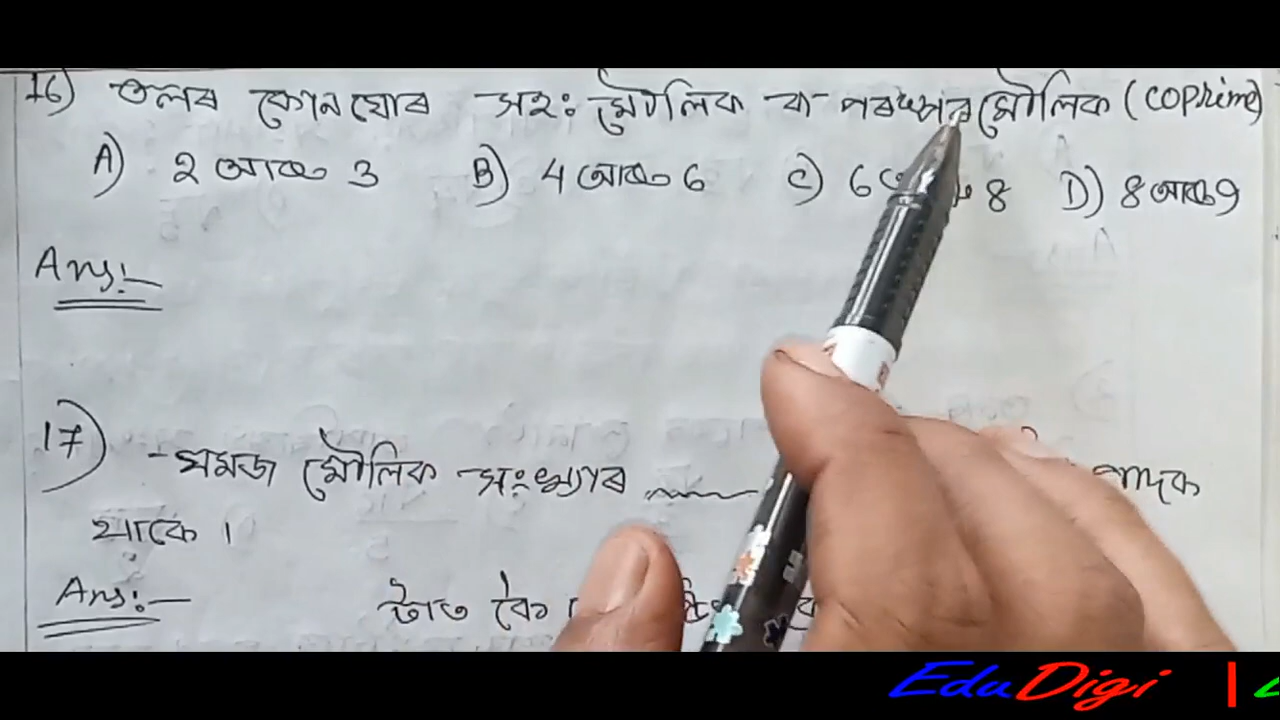 16) তলৰ কোনযোৰ সহঃ মৌলিক বা পৰস্পৰ মৌলিক (coprime)
A) 2 আৰু 3 B) 4 আৰু 6 C) 6 8 D) 8 আৰু 9
Ans:-
17) সমজ মৌলিক সংখ্যাৰ
থাকে ।
Ans:- টাত কৈ
EduDigi |